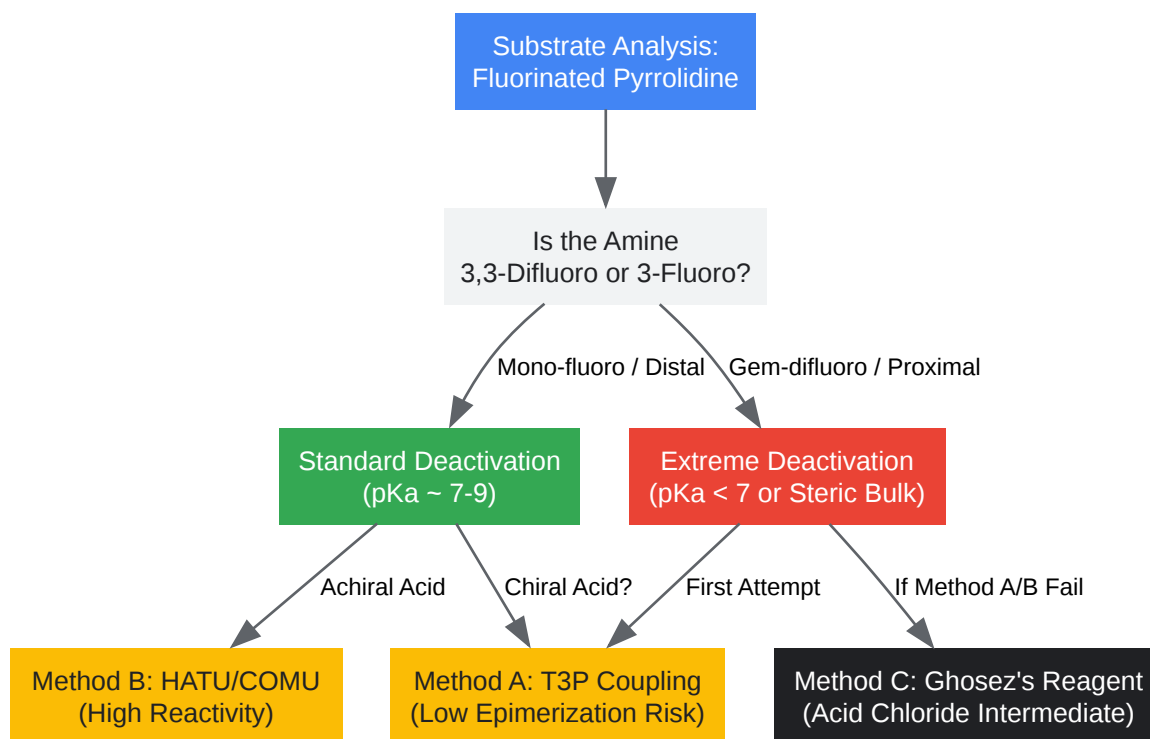 Substrate Analysis:
Fluorinated Pyrrolidine
Is the Amine
3,3-Difluoro or 3-Fluoro?
Mono-fluoro / Distal
Gem-difluoro / Proximal
Standard Deactivation
(pKa ~ 7-9)
Extreme Deactivation
(pKa < 7 or Steric Bulk)
Achiral Acid
Chiral Acid?
First Attempt
If Method A/B Fail
Method B: HATU/COMU
(High Reactivity)
Method A: T3P Coupling
(Low Epimerization Risk)
Method C: Ghosez's Reagent
(Acid Chloride Intermediate)